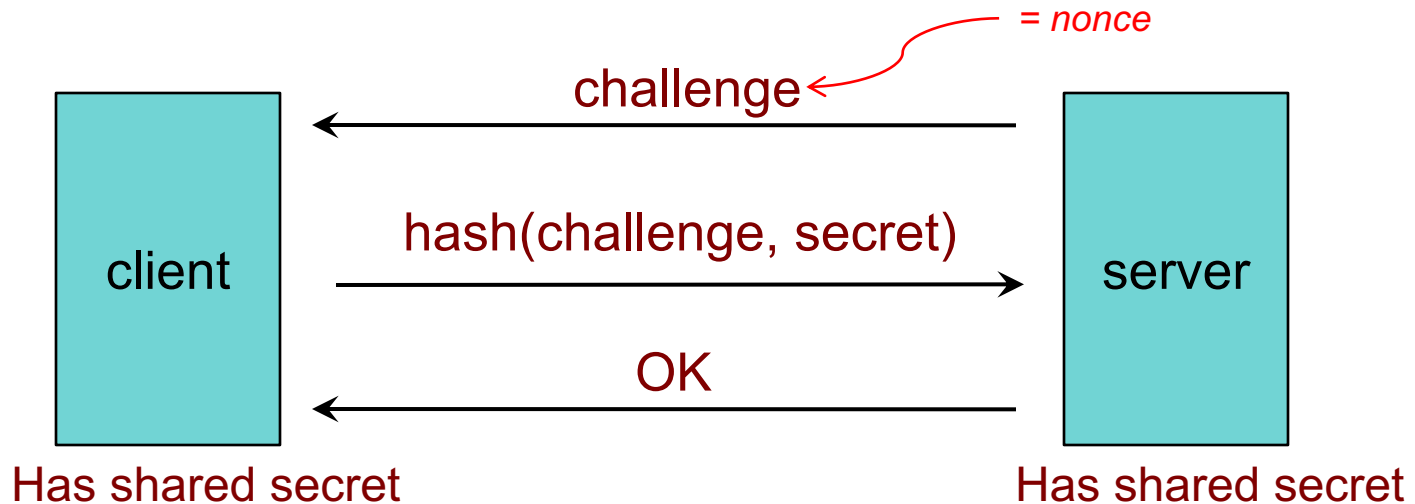 = nonce
challenge
hash(challenge, secret)
client
server
OK
Has shared secret
Has shared secret